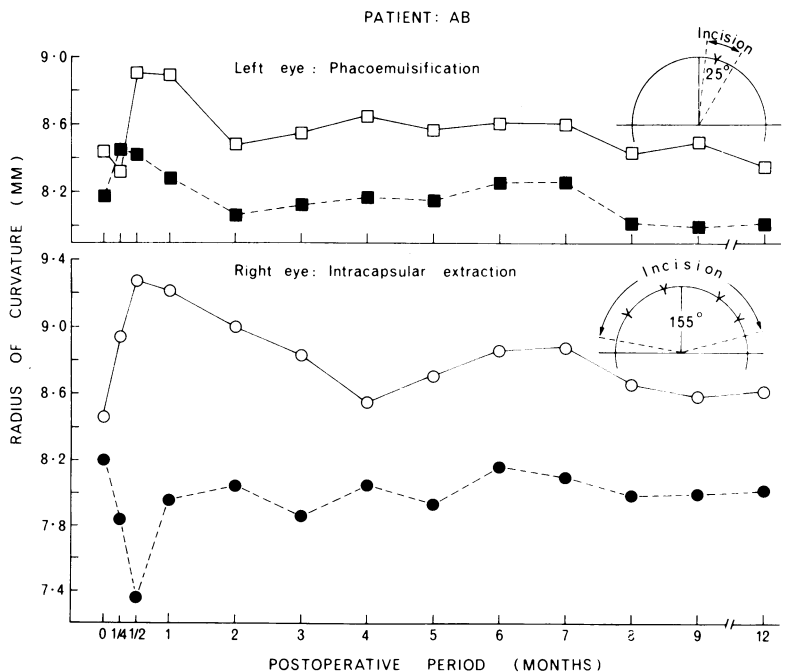 PATIENT: AB
Left eye: Phacoemulsification
Incision
25°
9·0
8·6
8·2
RADIUS OF CURVATURE (MM)
Right eye: Intracapsular extraction
Incision
155°
9·4
9·0
8·6
8·2
7·8
7·4
0 1/4 1/2 1 2 3 4 5 6 7 8 9 12
POSTOPERATIVE PERIOD (MONTHS)